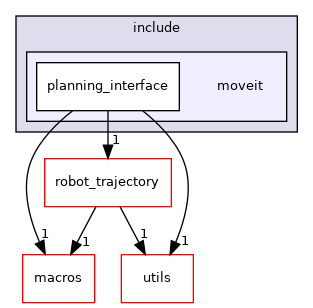 include
planning_interface
moveit
1
robot_trajectory
1
1
1
1
macros
utils